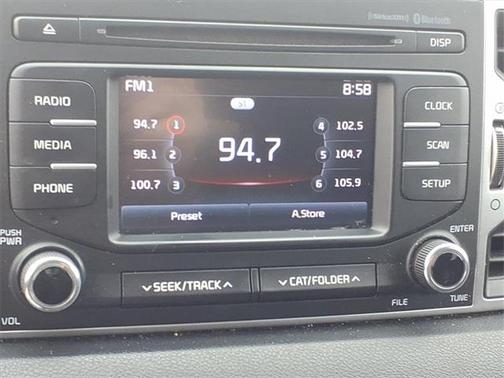 SiriusXM Bluetooth
DISP
RADIO
MEDIA
PHONE
FM1 8:58
ST
94.7 1 4 102.5
96.1 2 94.7 5 104.7
100.7 3 6 105.9
Preset A.Store
CLOCK
SCAN
SETUP
PUSH
PWR
VOL
SEEK/TRACK
CAT/FOLDER
ENTER
FILE
TUNE